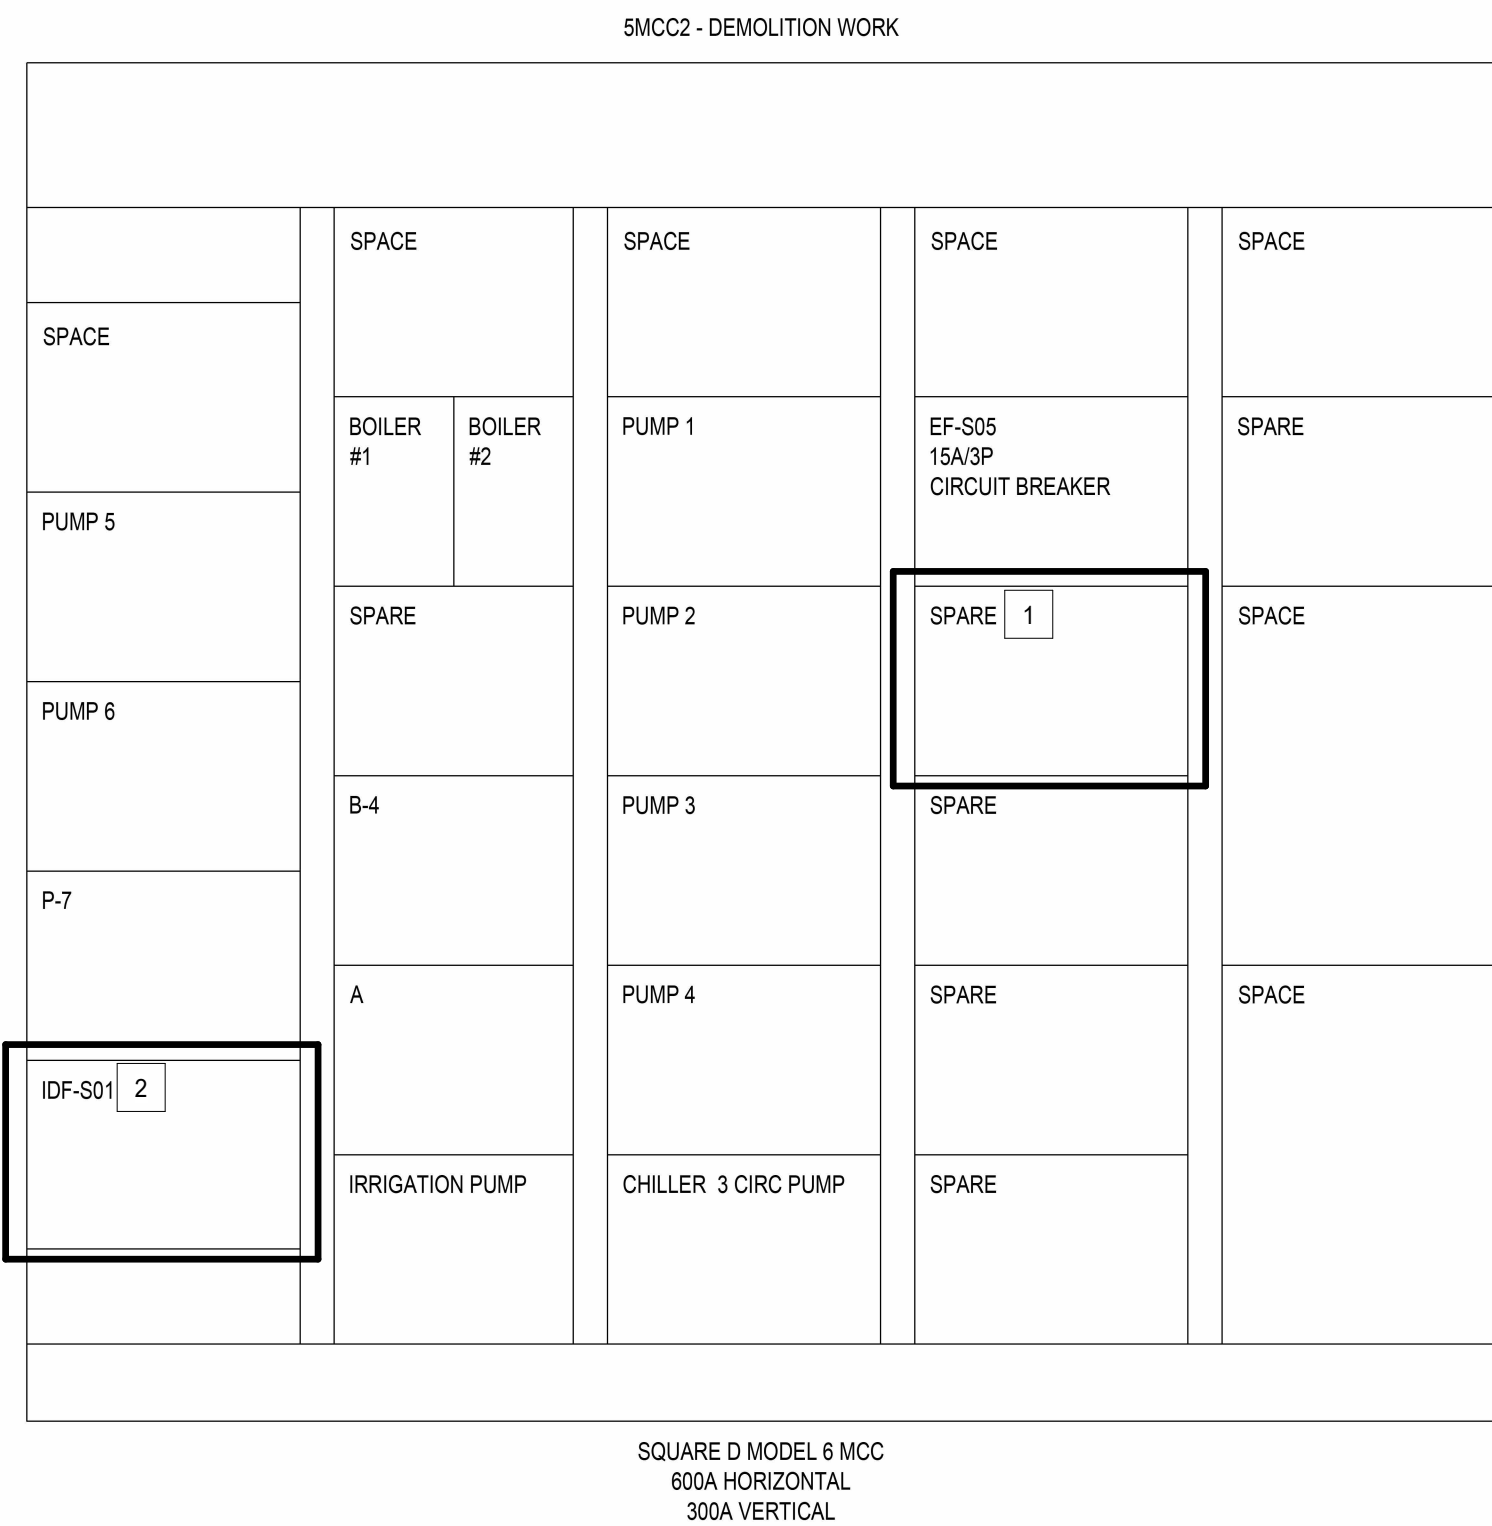 5MCC2 - DEMOLITION WORK
SPACE
PUMP 5
PUMP 6
P-7
IDF-S01 2
SPACE
BOILER
#1
BOILER
#2
SPARE
B-4
A
IRRIGATION PUMP
SPACE
PUMP 1
PUMP 2
PUMP 3
PUMP 4
CHILLER 3 CIRC PUMP
SPACE
EF-S05
15A/3P
CIRCUIT BREAKER
SPARE 1
SPARE
SPARE
SPARE
SPACE
SPARE
SPACE
SPACE
SQUARE D MODEL 6 MCC
600A HORIZONTAL
300A VERTICAL